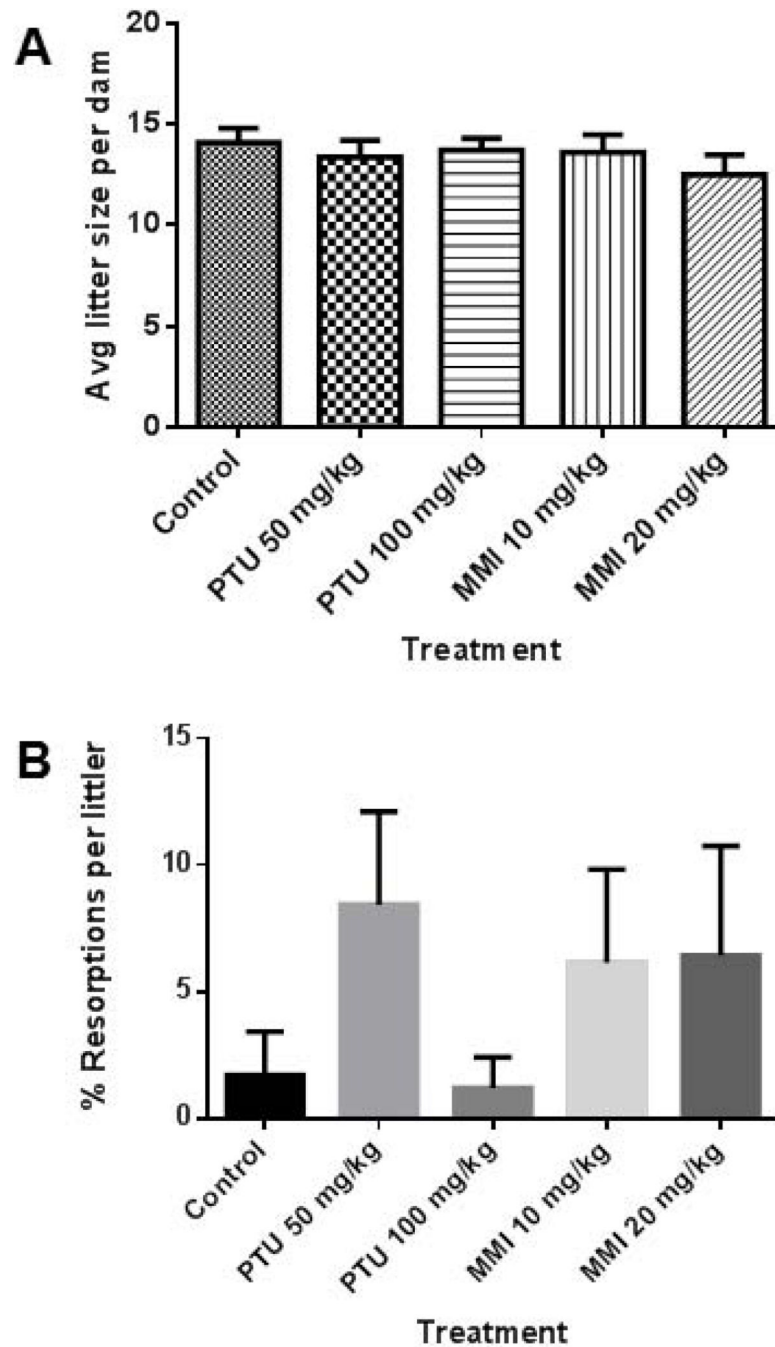 A
Avg litter size per dam
20
15
10
5
0
Control
PTU 50 mg/kg
PTU 100 mg/kg
MMI 10 mg/kg
MMI 20 mg/kg
Treatment
B
% Resorptions per littler
15
10
5
0
Control
PTU 50 mg/kg
PTU 100 mg/kg
MMI 10 mg/kg
MMI 20 mg/kg
Treatment